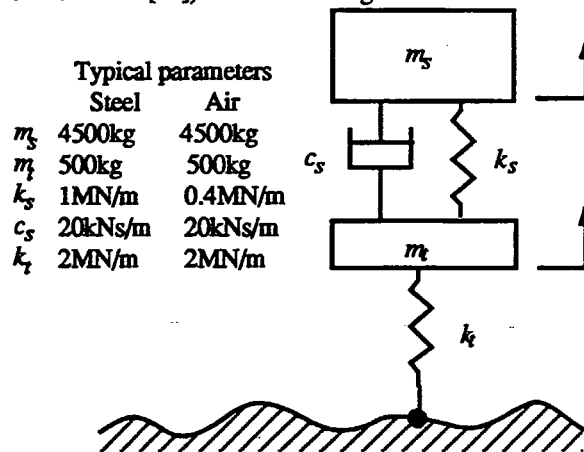 Typical parameters
Steel Air
m_s 4500kg 4500kg
m_t 500kg 500kg
k_s 1MN/m 0.4MN/m
c_s 20kNs/m 20kNs/m
k_t 2MN/m 2MN/m
m_s
c_s
k_s
m_t
k_t